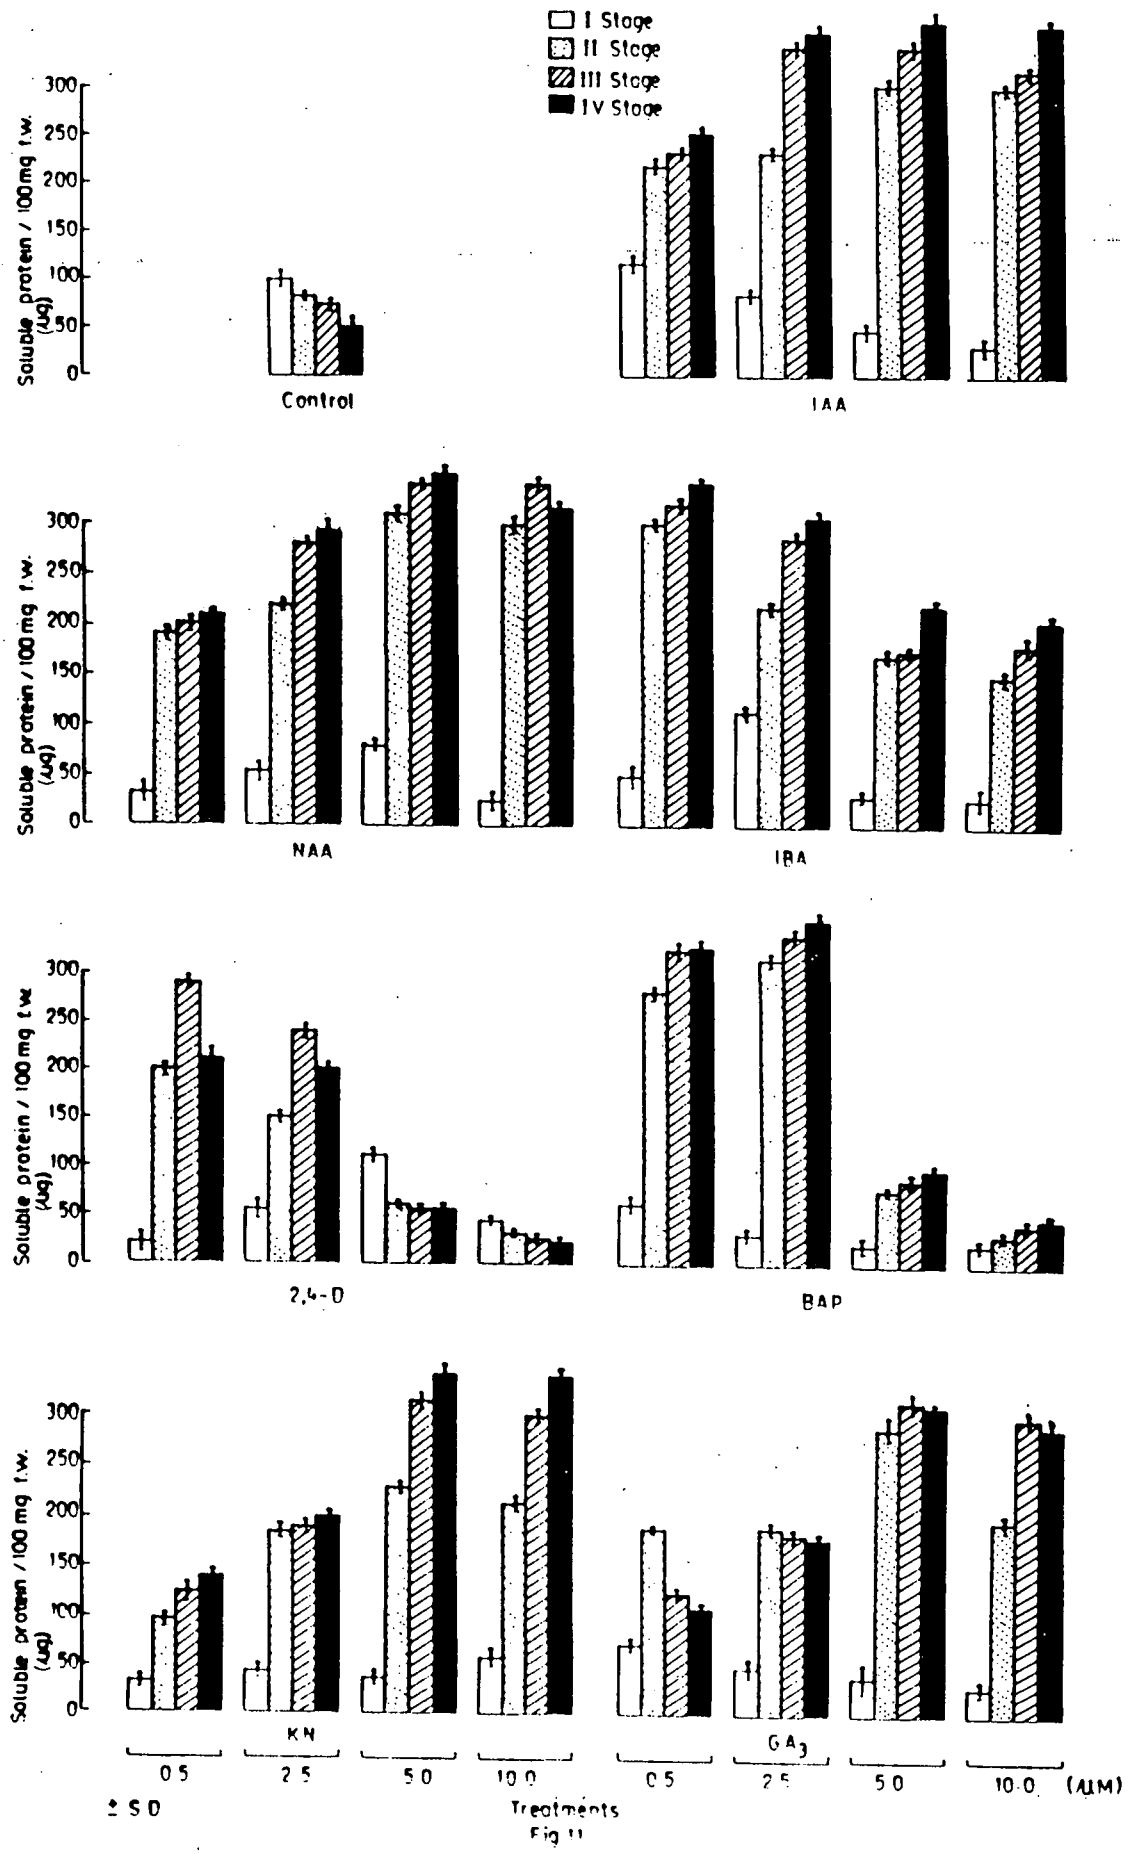 I Stage
II Stage
III Stage
IV Stage
Soluble protein / 100 mg f.w.
(µg)
300
250
200
150
100
50
0
Control
IAA
Soluble protein / 100 mg f.w.
(µg)
300
250
200
150
100
50
0
NAA
IBA
Soluble protein / 100 mg f.w.
(µg)
300
250
200
150
100
50
0
2,4-D
BAP
Soluble protein / 100 mg f.w.
(µg)
300
250
200
150
100
50
0
KN
GA3
0.5 2.5 5.0 10.0 0.5 2.5 5.0 10.0 (µM)
± S D
Treatments
Fig 11